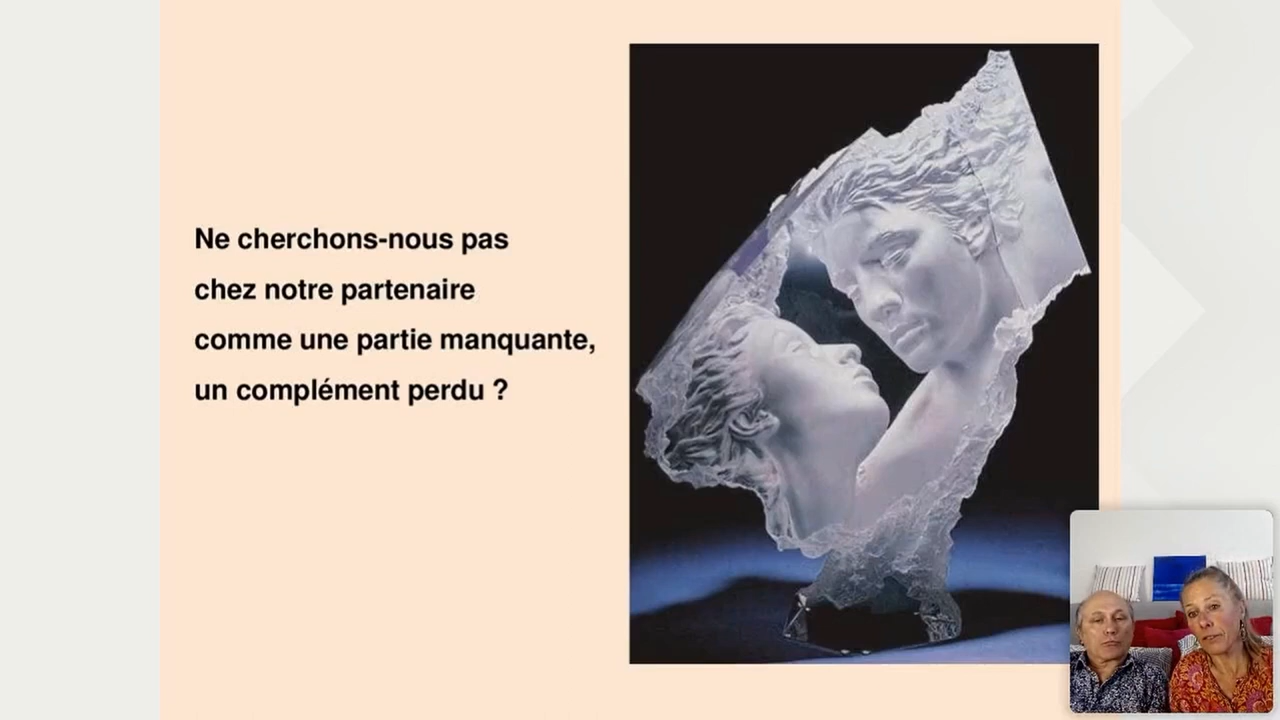 Ne cherchons-nous pas
chez notre partenaire
comme une partie manquante,
un complément perdu ?